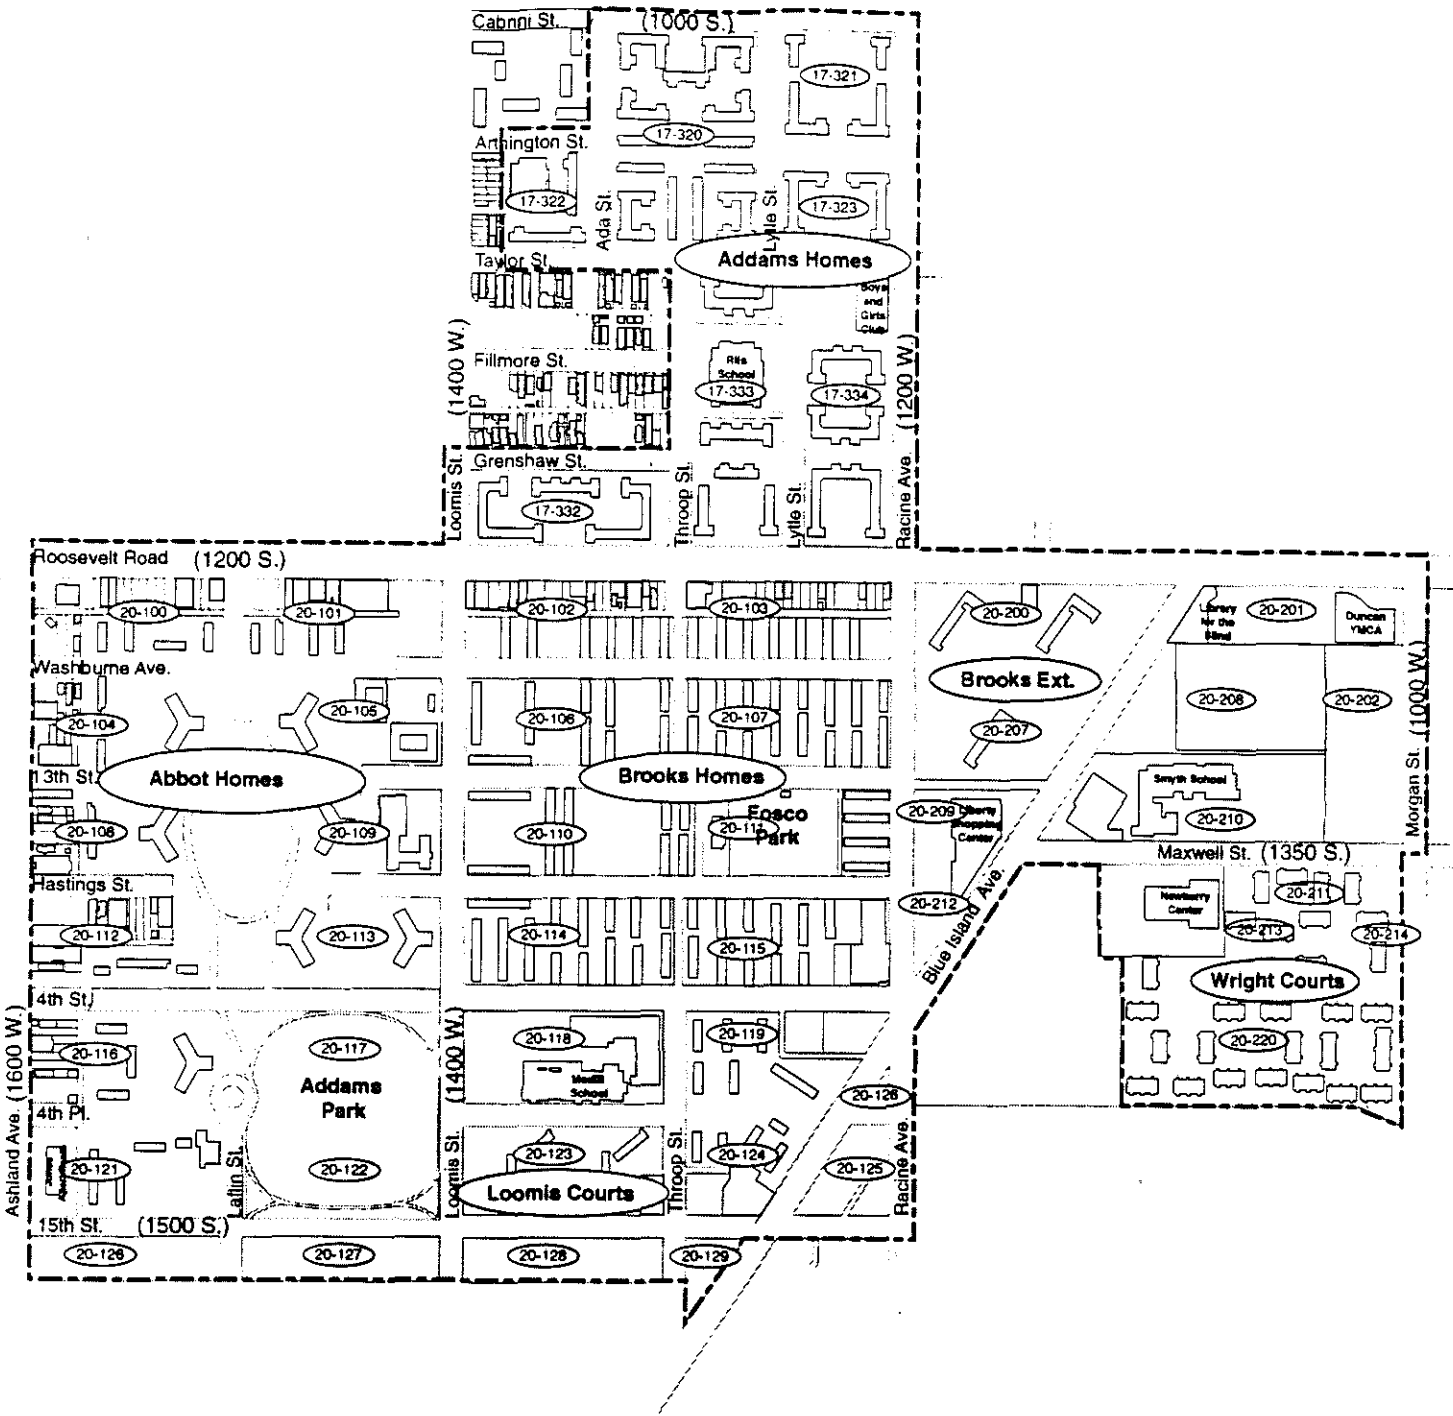 Cabrini St.
(1000 S.)
17-321
17-320
Arthington St.
17-322
Ada St.
Lytle St.
17-323
Taylor St.
Addams Homes
Boys
and
Girls
Club
(1400 W.)
Fillmore St.
Riis
School
17-333
17-334
(1200 W.)
Grenshaw St.
Loomis St.
17-332
Throop St.
Lytle St.
Racine Ave.
Roosevelt Road (1200 S.)
20-100
20-101
20-102
20-103
20-200
Library
for the
Blind
20-201
Duncan
YMCA
Washburne Ave.
Brooks Ext.
20-104
20-105
20-106
20-107
20-207
20-208
20-202
(1000 W.)
13th St.
Abbot Homes
Brooks Homes
Smyth School
Morgan St.
20-108
20-109
20-110
20-111
Fosco
Park
20-209
Liberty
Shopping
Center
20-210
Maxwell St. (1350 S.)
Hastings St.
20-212
Blue Island Ave.
Newberry
Center
20-211
20-112
20-113
20-114
20-115
20-213
20-214
Wright Courts
4th St.
Ashland Ave. (1600 W.)
20-116
20-117
Addams
Park
(1400 W.)
20-118
Medill
School
20-119
20-220
20-126
4th Pl.
20-121
Laflin St.
20-122
Loomis St.
20-123
Loomis Courts
Throop St.
20-124
20-125
Racine Ave.
15th St. (1500 S.)
20-126
20-127
20-128
20-129